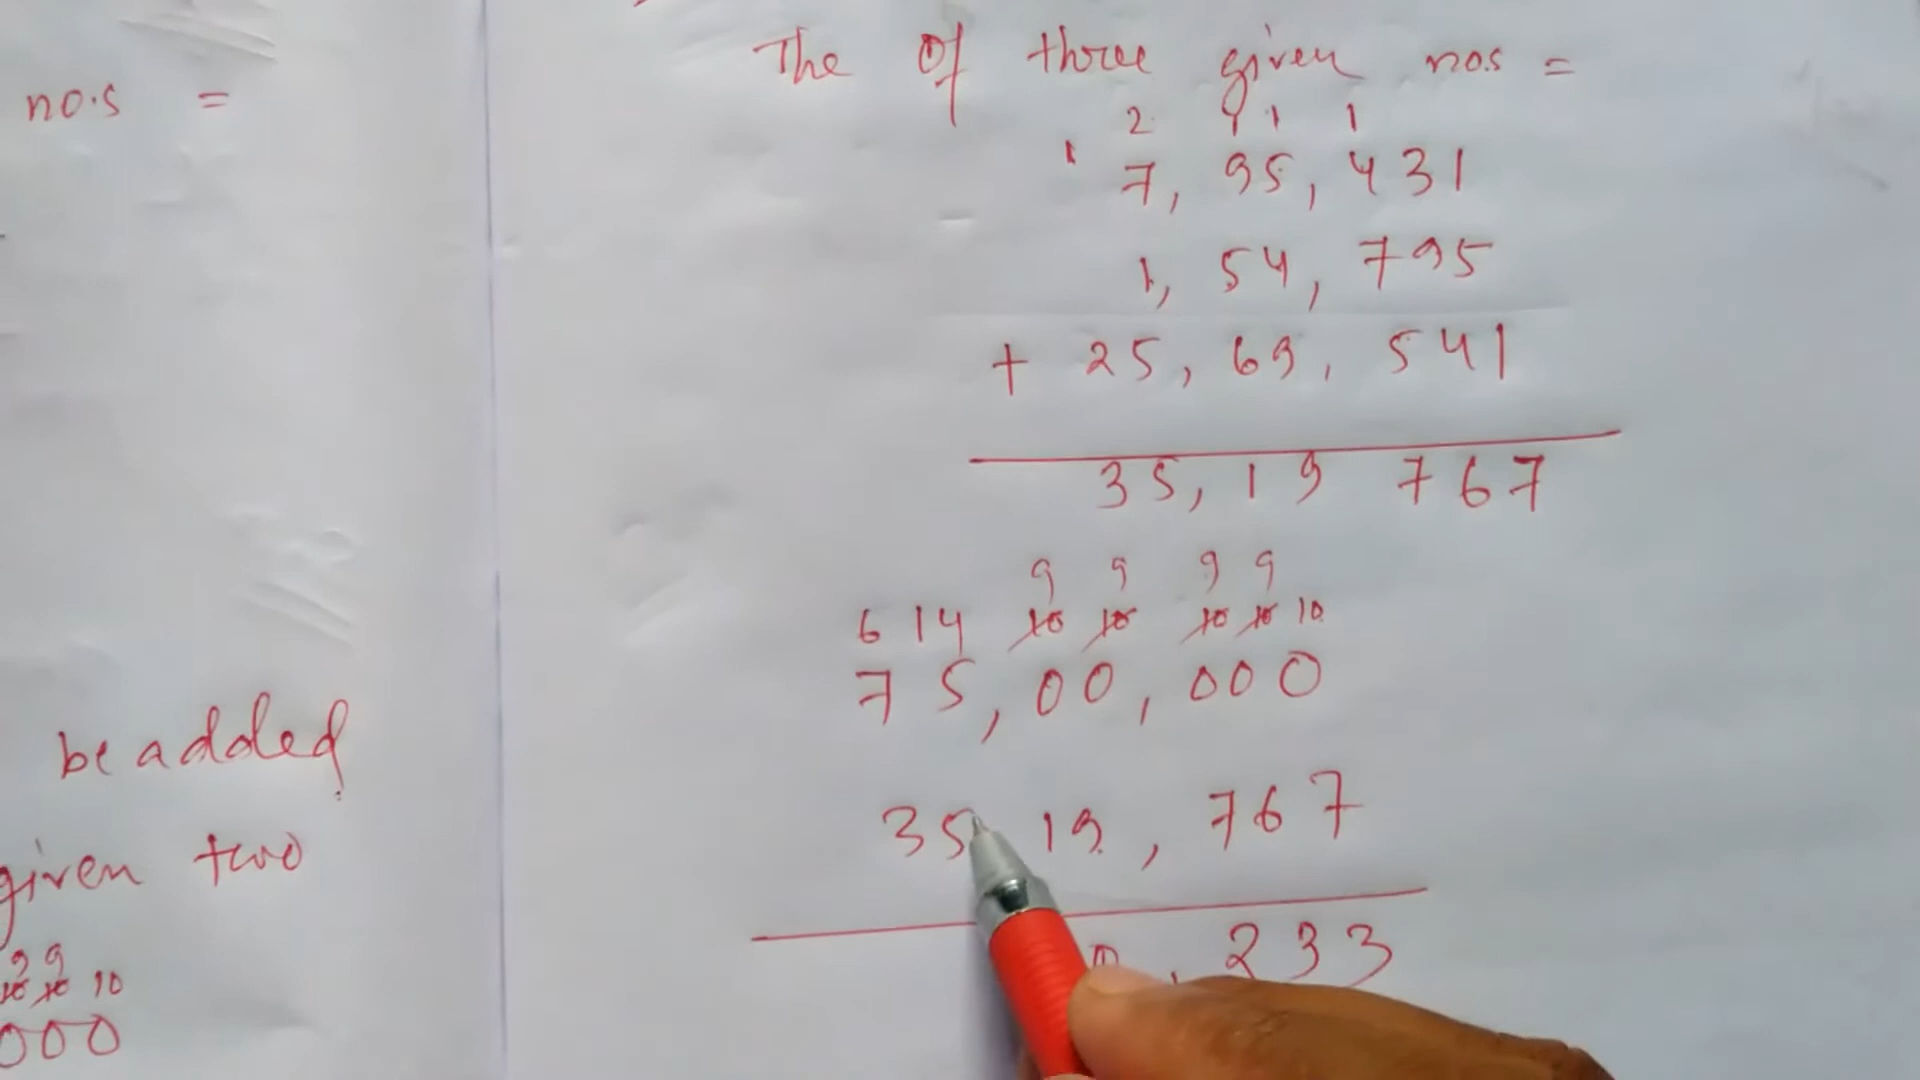 no.s =
be added
given two
9 9
10 10 10
000
The of three given nos =
2 1 1 1
1
7, 95, 431
1, 54, 795
+ 25, 69, 541
35, 19 767
9 9 9 9
6 14 10 10 10 10 10
75, 00, 000
35 19, 767
, 233